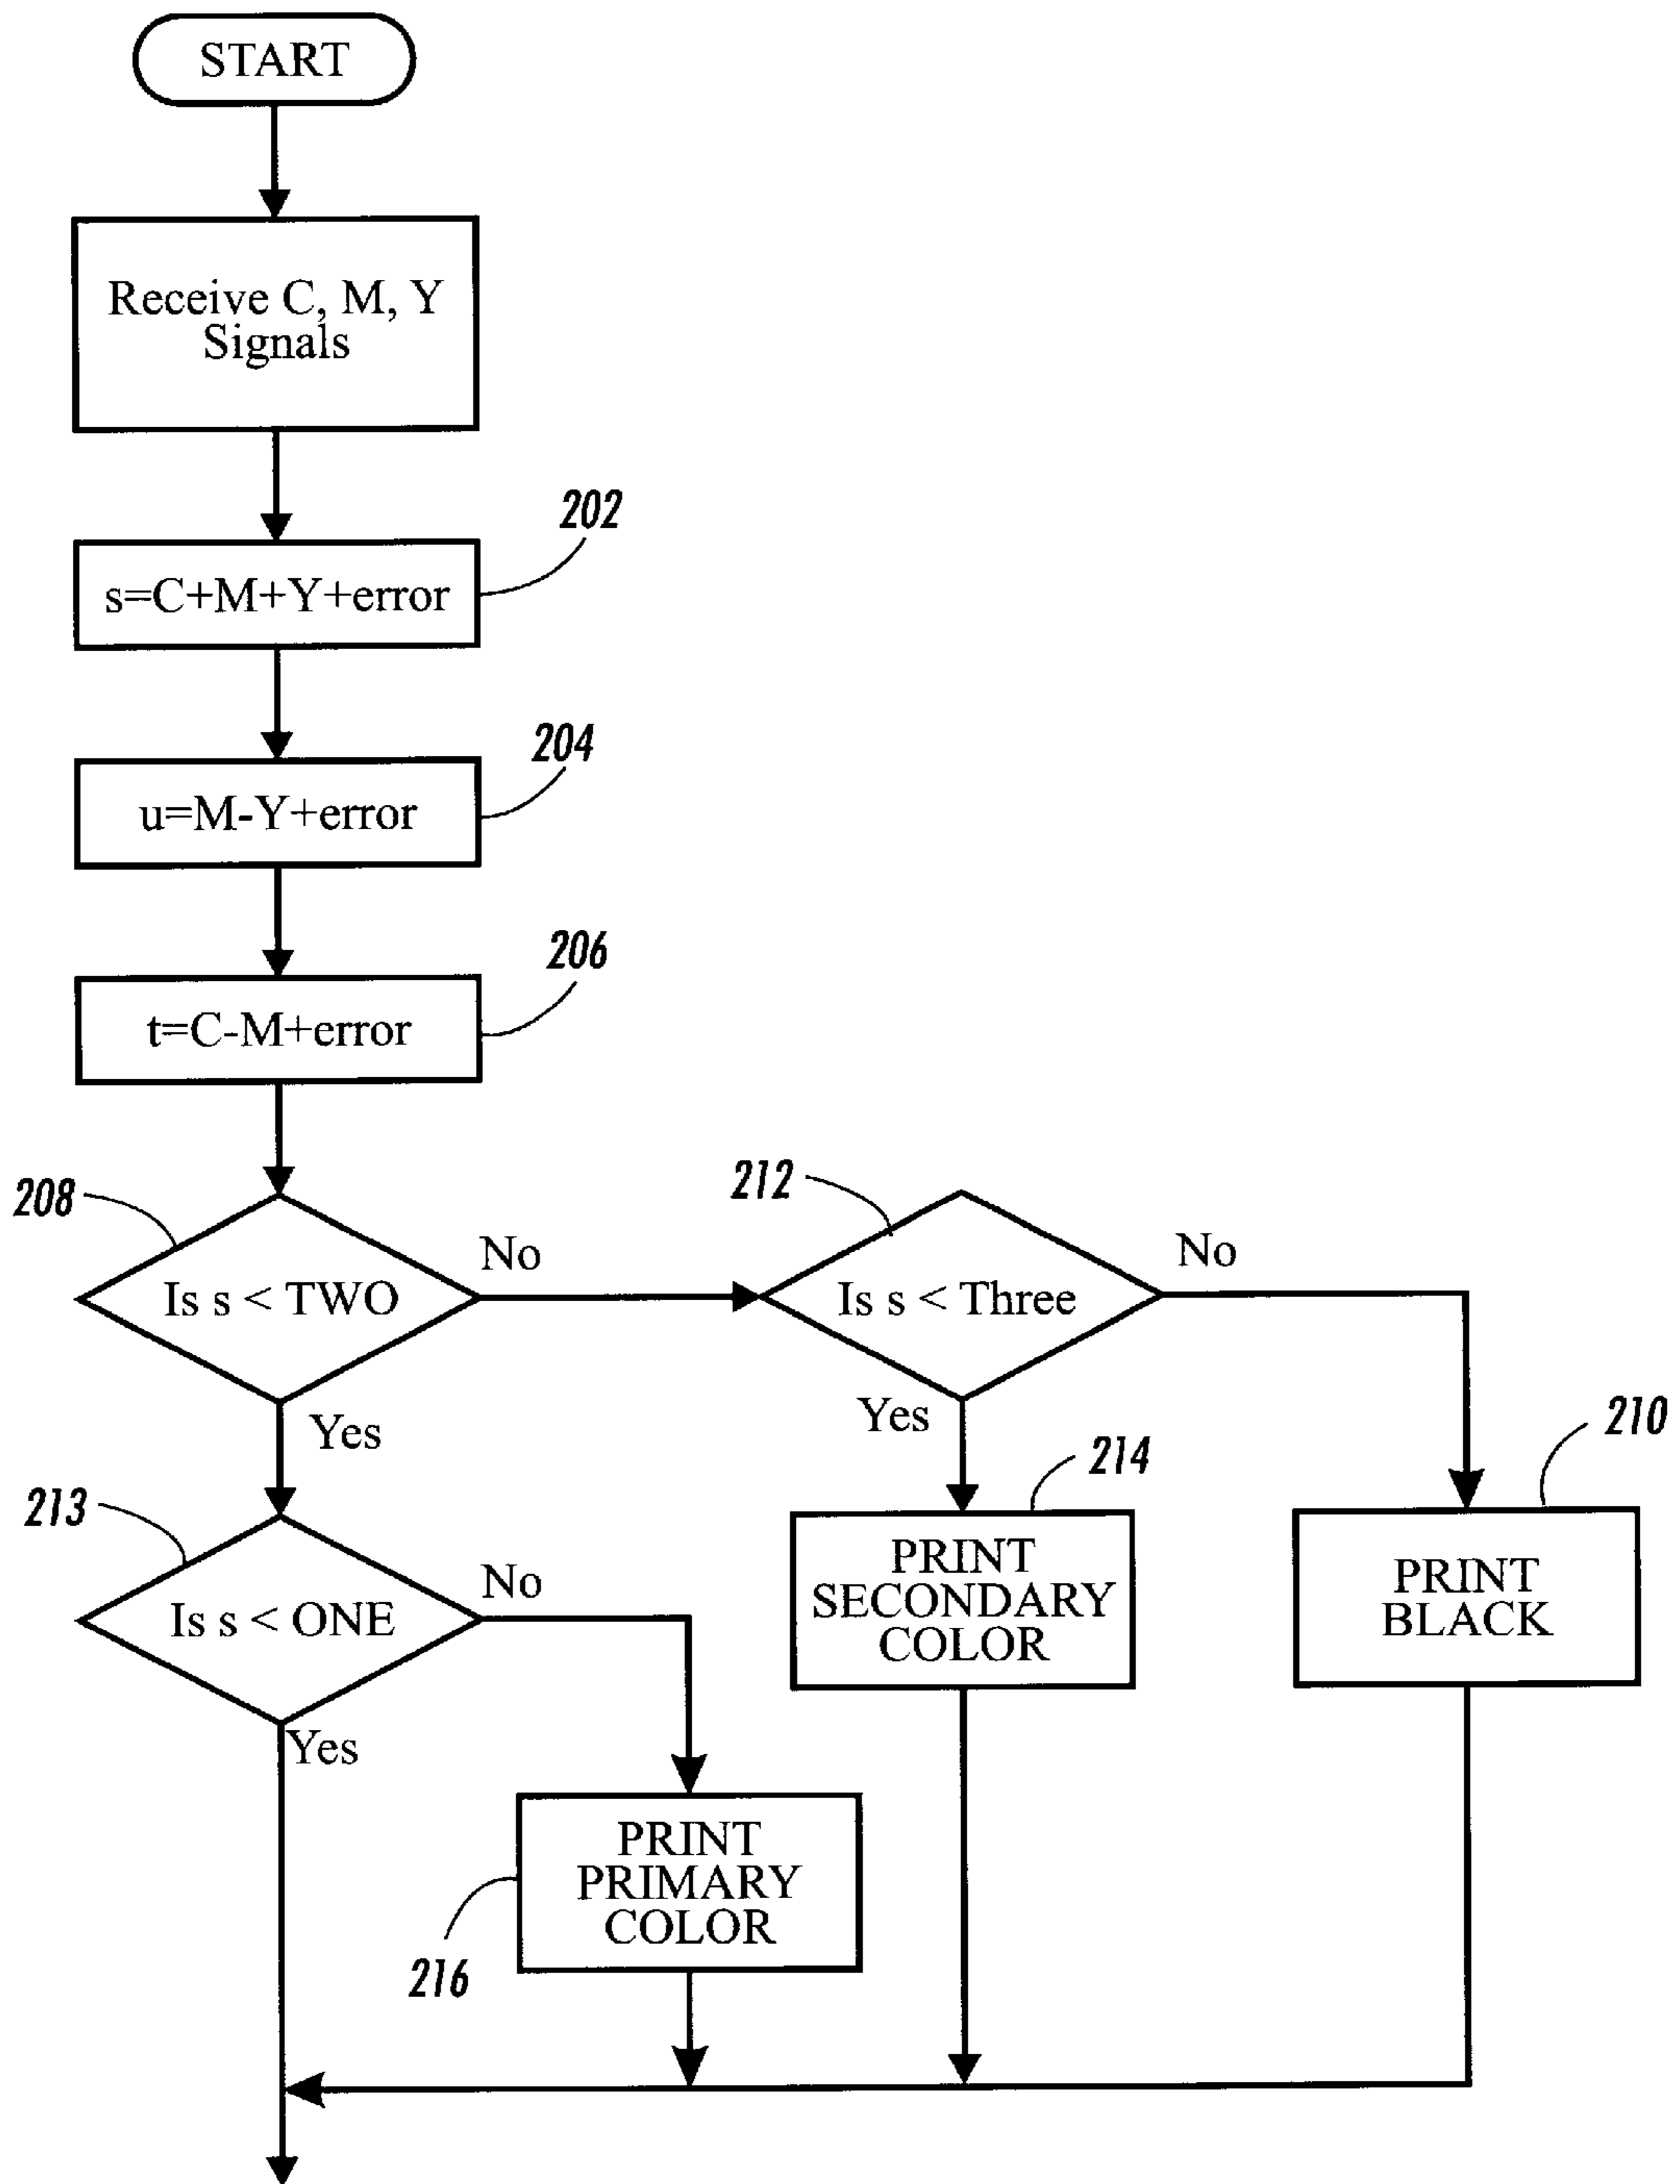 START
Receive C, M, Y
Signals
202
s=C+M+Y+error
204
u=M-Y+error
206
t=C-M+error
208
Is s < TWO
No
Yes
212
Is s < Three
No
Yes
210
PRINT
BLACK
214
PRINT
SECONDARY
COLOR
213
Is s < ONE
No
Yes
PRINT
PRIMARY
COLOR
216